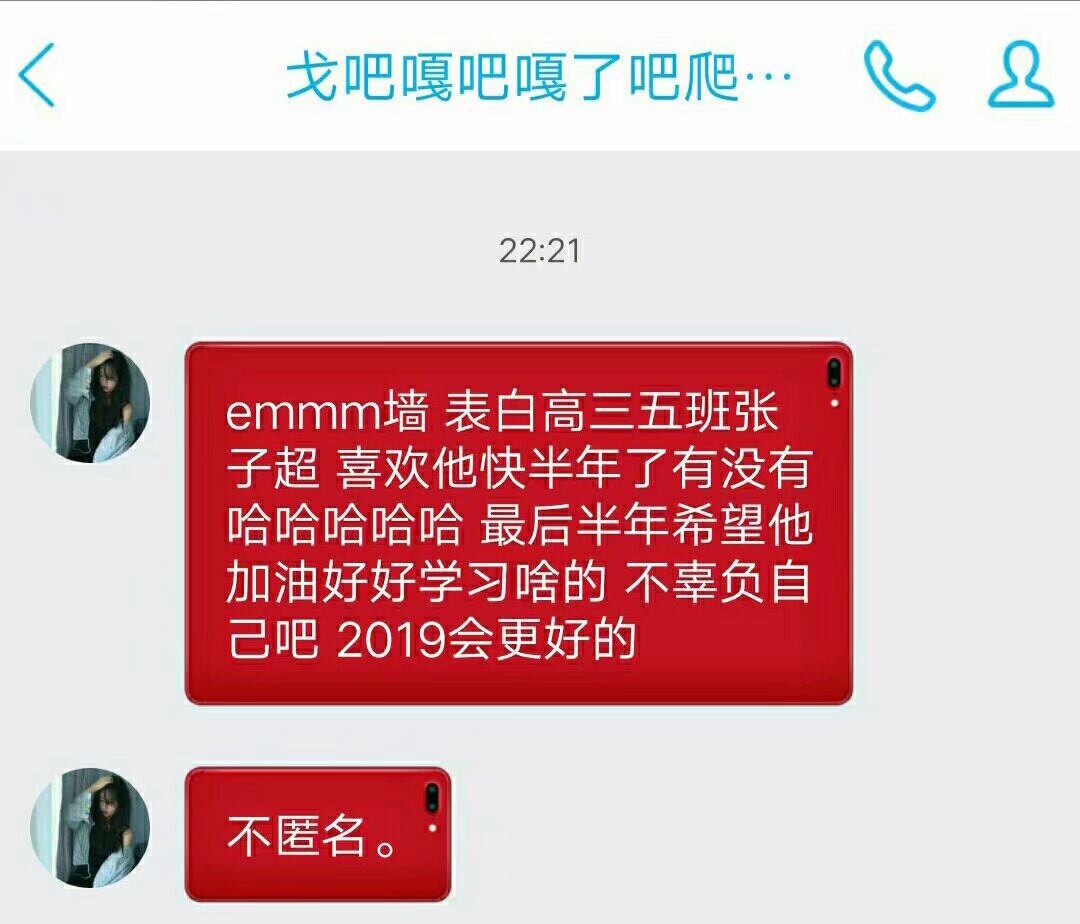 戈吧嘎吧嘎了吧爬…
22:21
emmm墙 表白高三五班张
子超 喜欢他快半年了有没有
哈哈哈哈哈 最后半年希望他
加油好好学习啥的 不辜负自
己吧 2019会更好的
不匿名。